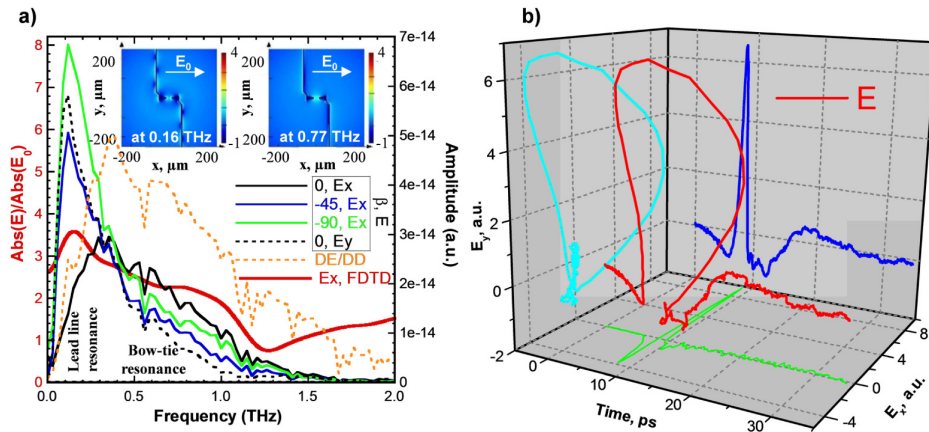 a)
b)
Abs(E)/Abs(E₀)
8
7
6
5
4
3
2
1
0
200
-200
y, µm
-200
200
x, µm
E₀
at 0.16 THz
4
-1
200
-200
y, µm
-200
200
x, µm
E₀
at 0.77 THz
4
-1
0, Ex
-45, Ex
-90, Ex
0, Ey
DE/DD
Ex, FDTD
β, E
Lead line
resonance
Bow-tie
resonance
0.0
0.5
1.0
1.5
2.0
Frequency (THz)
7e-14
6e-14
5e-14
4e-14
3e-14
2e-14
1e-14
0
Amplitude (a.u.)
E
6
4
2
0
-2
E_y, a.u.
0
10
20
30
Time, ps
8
4
0
-4
E_x, a.u.